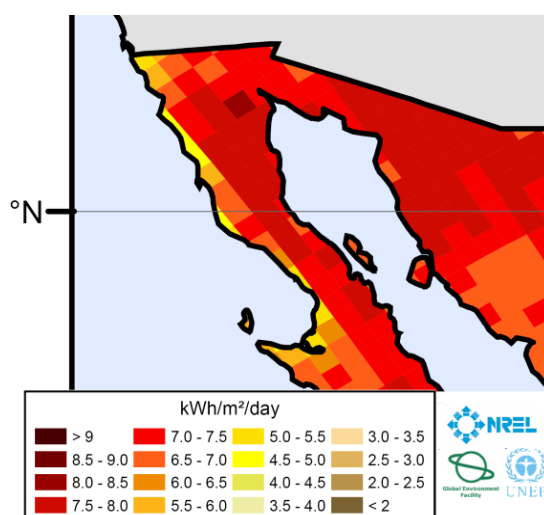 °N
kWh/m²/day
> 9
8.5 - 9.0
8.0 - 8.5
7.5 - 8.0
7.0 - 7.5
6.5 - 7.0
6.0 - 6.5
5.5 - 6.0
5.0 - 5.5
4.5 - 5.0
4.0 - 4.5
3.5 - 4.0
3.0 - 3.5
2.5 - 3.0
2.0 - 2.5
< 2
NREL
Global Environment
Facility
UNEP